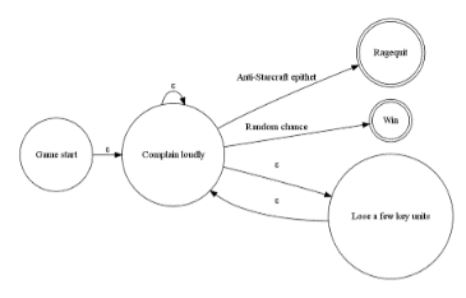 Ragequit
Anti-Starcraft epithet
ε
Win
Random chance
Game start
ε
Complain loudly
ε
ε
Lose a few key units